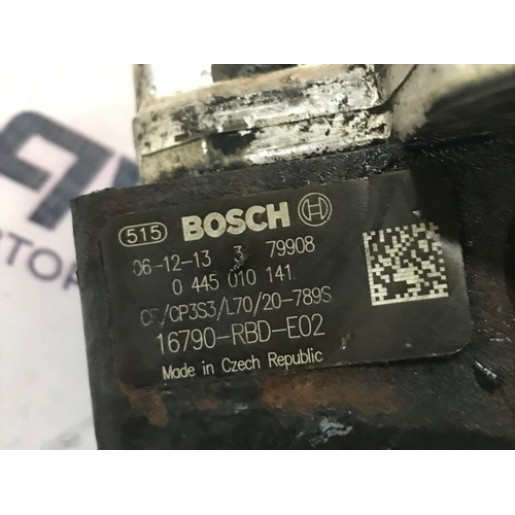 515 BOSCH
06-12-13 3 79908
0 445 010 141
CR/CP3S3/L70/20-789S
16790-RBD-E02
Made in Czech Republic